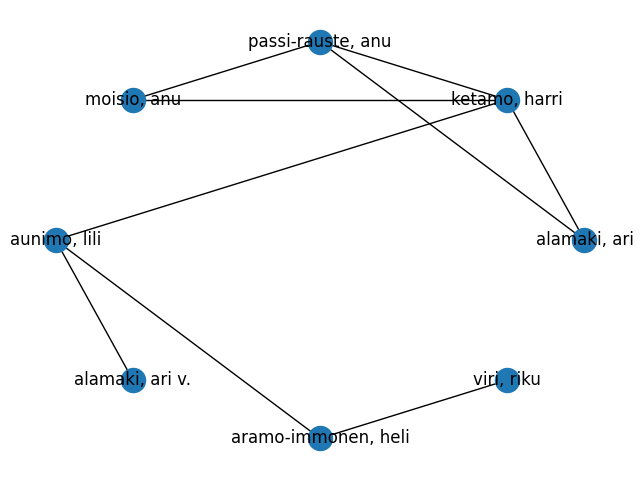 passi-rauste, anu
moisio, anu
ketamo, harri
aunimo, lili
alamaki, ari
alamaki, ari v.
viri, riku
aramo-immonen, heli